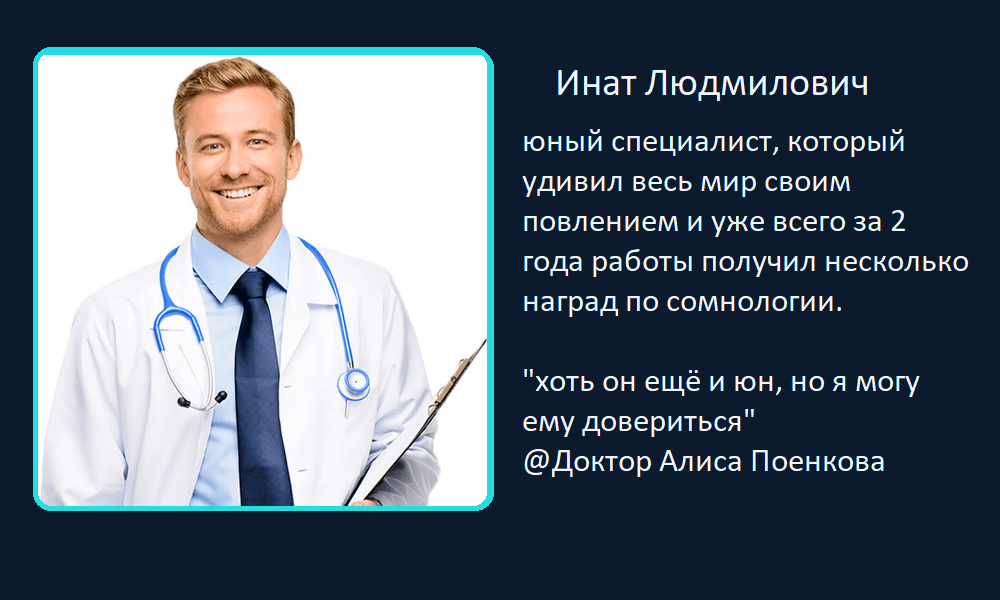 Инат Людмилович
юный специалист, который
удивил весь мир своим
повлением и уже всего за 2
года работы получил несколько
наград по сомнологии.
"хоть он ещё и юн, но я могу
ему довериться"
@Доктор Алиса Поенкова